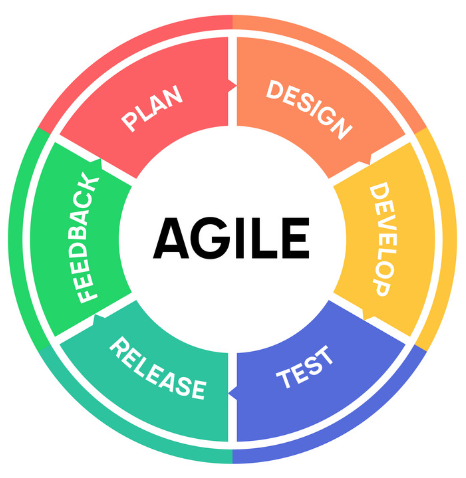 PLAN
DESIGN
DEVELOP
TEST
RELEASE
FEEDBACK
AGILE